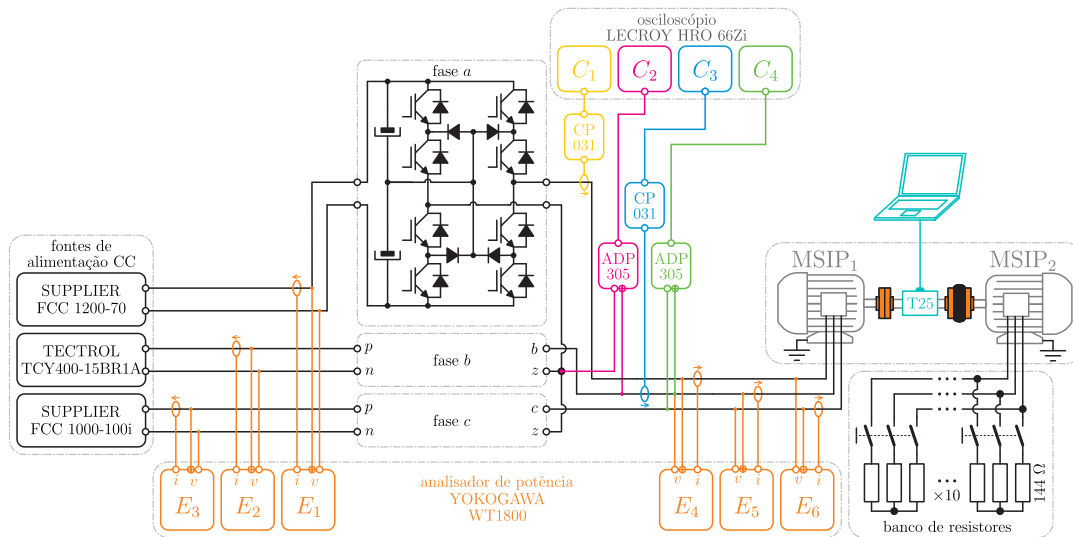 osciloscópio
LECROY HRO 66Zi
C1
C2
C3
C4
fase a
CP
031
CP
031
ADP
305
ADP
305
fontes de
alimentação CC
SUPPLIER
FCC 1200-70
TECTROL
TCY400-15BR1A
SUPPLIER
FCC 1000-100i
p
n
fase b
b
z
p
n
fase c
c
z
MSIP1
MSIP2
T25
i
v
E3
i
v
E2
i
v
E1
analisador de potência
YOKOGAWA
WT1800
v
i
E4
v
i
E5
v
i
E6
×10
144 Ω
banco de resistores